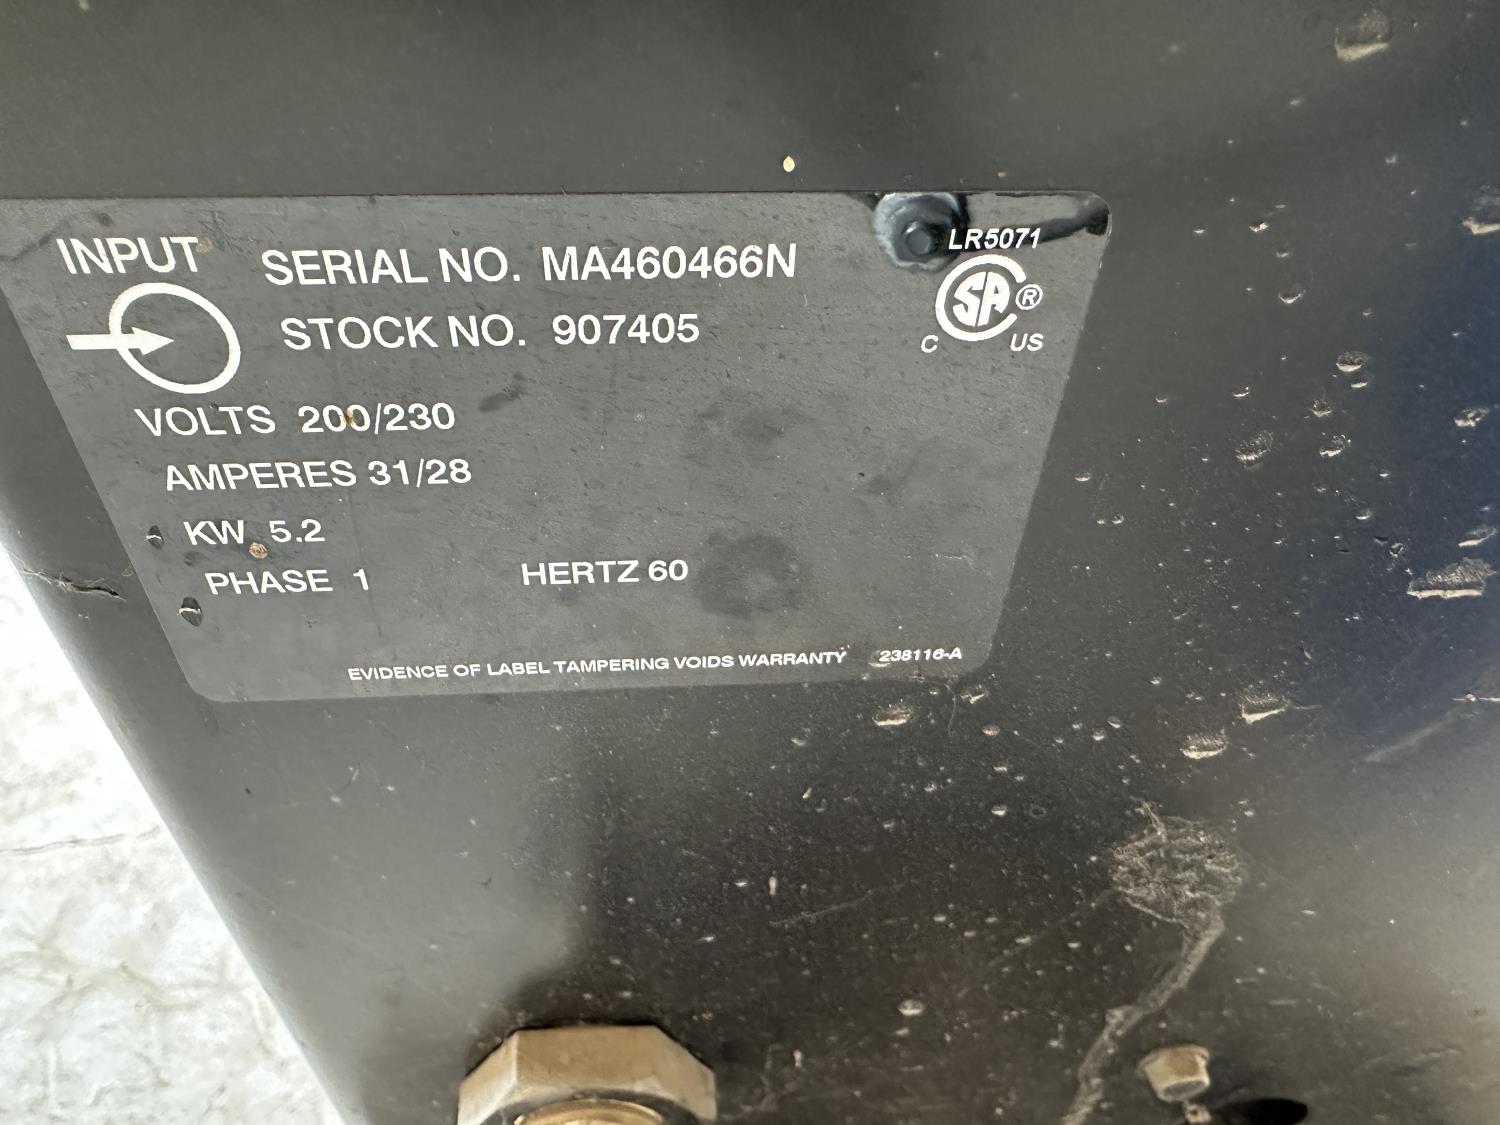 INPUT
SERIAL NO. MA460466N
STOCK NO. 907405
LR5071
SA ®
C US
VOLTS 200/230
AMPERES 31/28
KW 5.2
PHASE 1 HERTZ 60
EVIDENCE OF LABEL TAMPERING VOIDS WARRANTY 238116-A